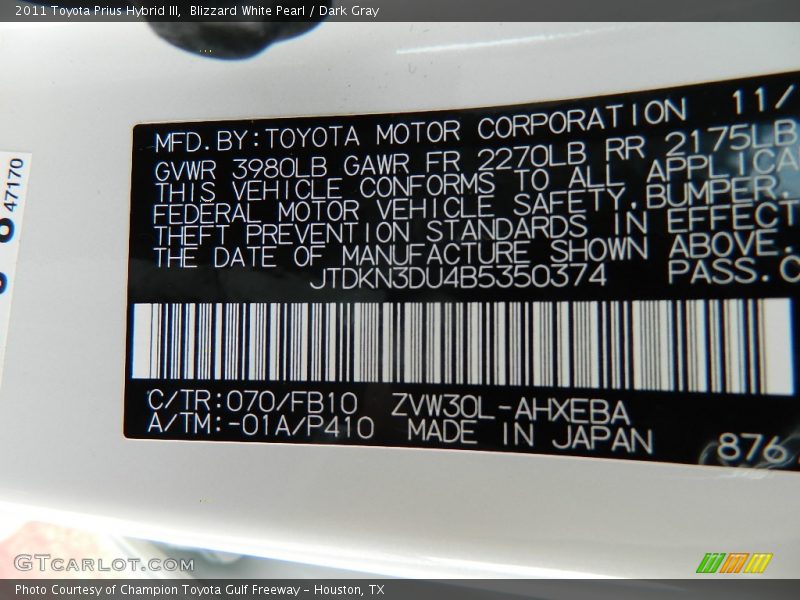 2011 Toyota Prius Hybrid III, Blizzard White Pearl / Dark Gray
MFD.BY:TOYOTA MOTOR CORPORATION 11/
GVWR 3980LB GAWR FR 2270LB RR 2175LB
THIS VEHICLE CONFORMS TO ALL APPLICA
FEDERAL MOTOR VEHICLE SAFETY,BUMPER,
THEFT PREVENTION STANDARDS IN EFFECT
THE DATE OF MANUFACTURE SHOWN ABOVE.
JTDKN3DU4B5350374 PASS.C
C/TR:070/FB10 ZVW30L-AHXEBA
A/TM:-01A/P410 MADE IN JAPAN 876
47170
GTCARLOT.COM
Photo Courtesy of Champion Toyota Gulf Freeway - Houston, TX